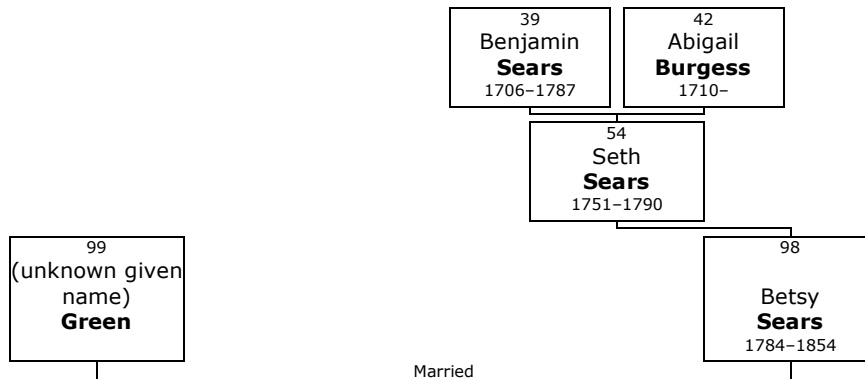 39
Benjamin
Sears
1706–1787
42
Abigail
Burgess
1710–
54
Seth
Sears
1751–1790
99
(unknown given
name)
Green
98
Betsy
Sears
1784–1854
Married